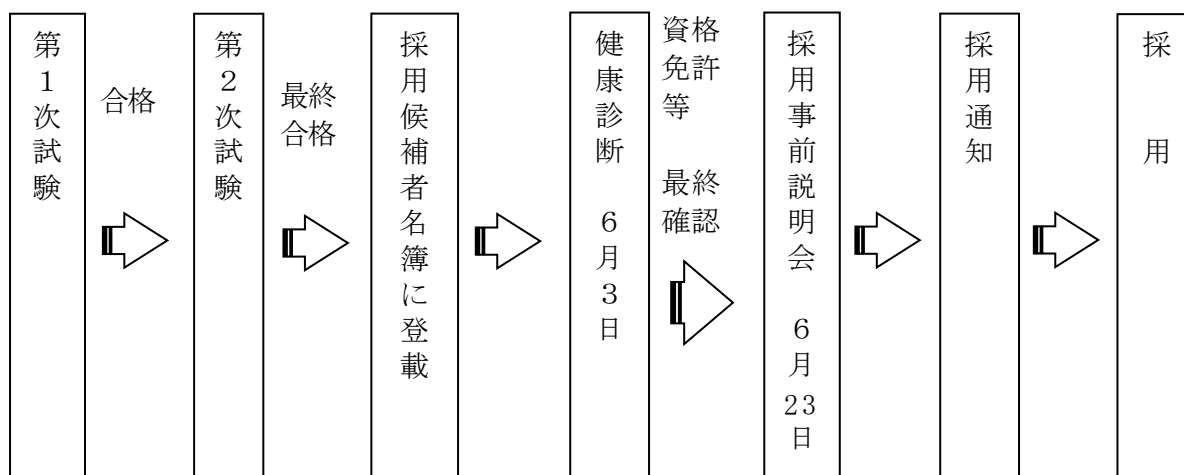 第１次試験
合格
第２次試験
最終
合格
採用候補者名簿に登載
健康診断　６月３日
資格
免許
等
最終
確認
採用事前説明会　６月23日
採用通知
採　用